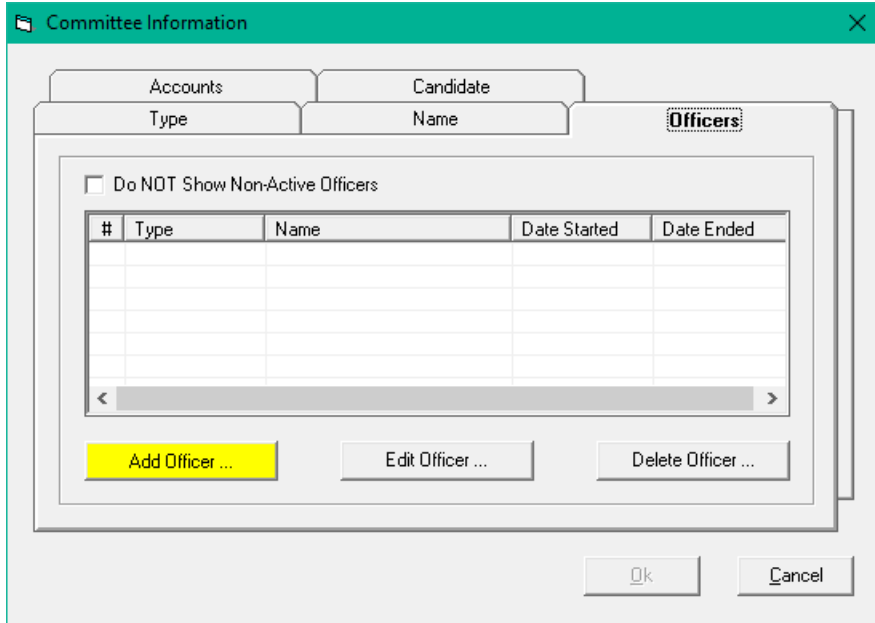 Committee Information
Accounts Candidate
Type Name Officers
Do NOT Show Non-Active Officers
# Type Name Date Started Date Ended
Add Officer ... Edit Officer ... Delete Officer ...
Ok Cancel